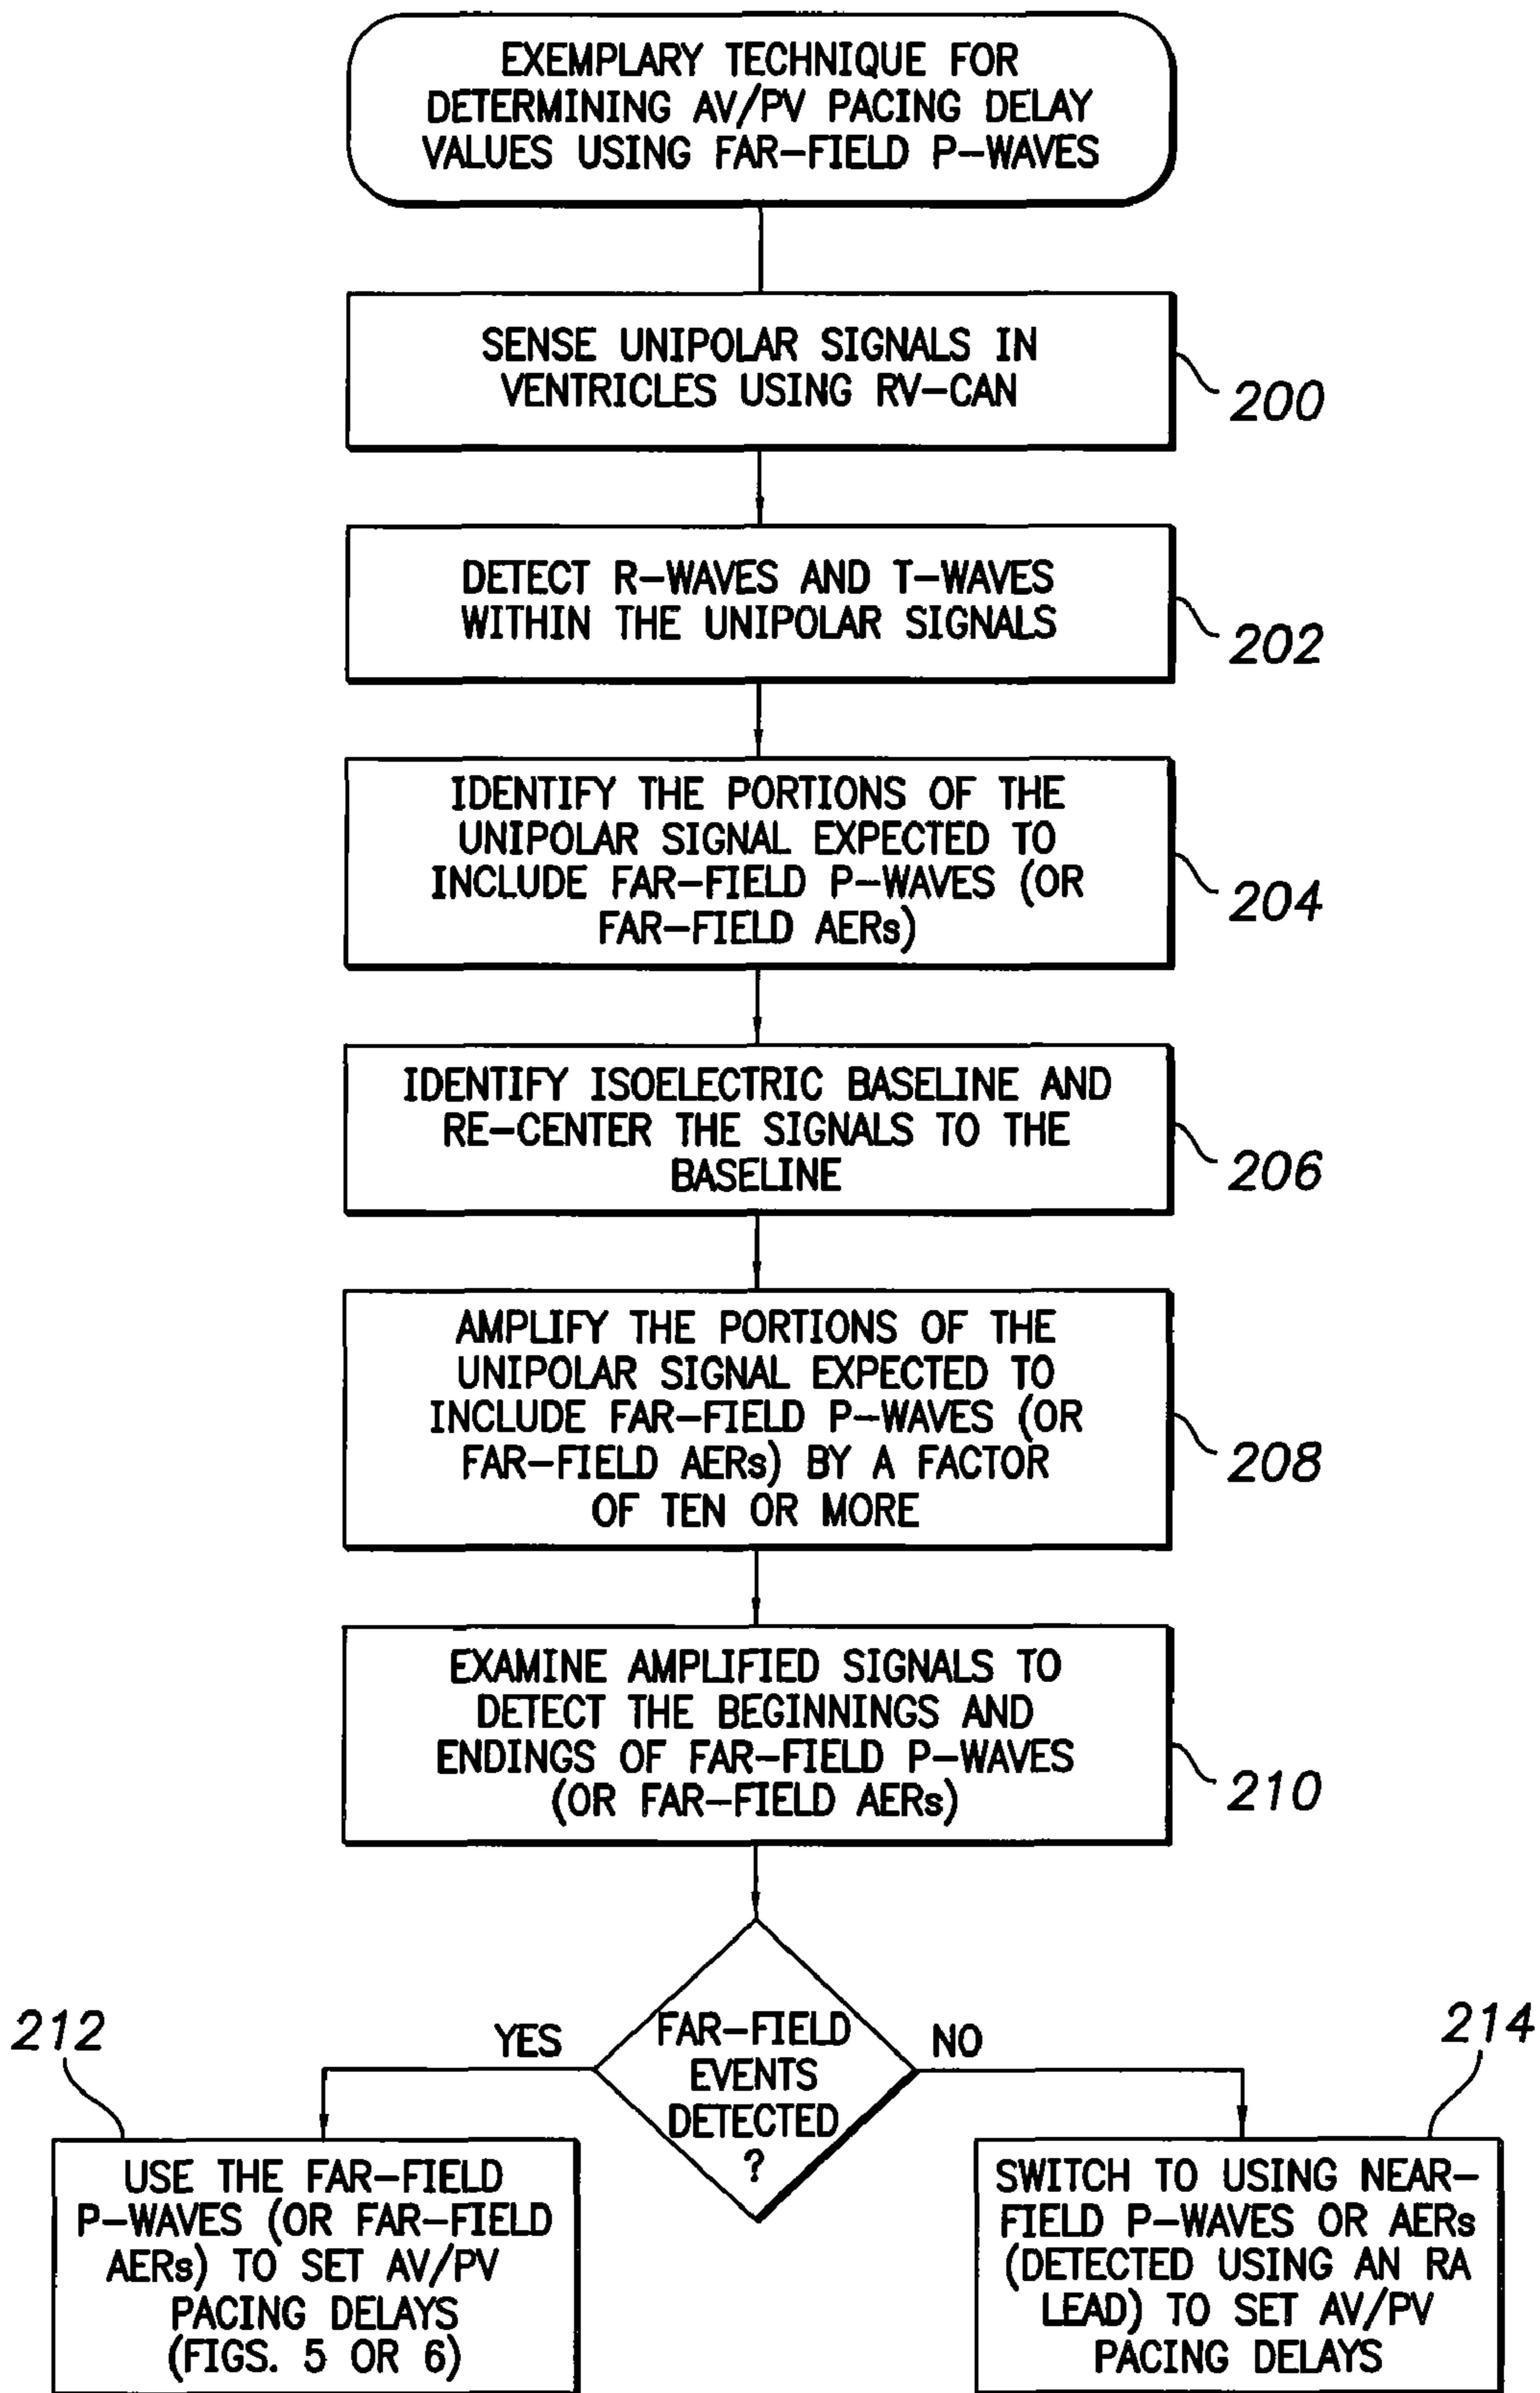 EXEMPLARY TECHNIQUE FOR
DETERMINING AV/PV PACING DELAY
VALUES USING FAR-FIELD P-WAVES
SENSE UNIPOLAR SIGNALS IN
VENTRICLES USING RV-CAN
200
DETECT R-WAVES AND T-WAVES
WITHIN THE UNIPOLAR SIGNALS
202
IDENTIFY THE PORTIONS OF THE
UNIPOLAR SIGNAL EXPECTED TO
INCLUDE FAR-FIELD P-WAVES (OR
FAR-FIELD AERs)
204
IDENTIFY ISOELECTRIC BASELINE AND
RE-CENTER THE SIGNALS TO THE
BASELINE
206
AMPLIFY THE PORTIONS OF THE
UNIPOLAR SIGNAL EXPECTED TO
INCLUDE FAR-FIELD P-WAVES (OR
FAR-FIELD AERs) BY A FACTOR
OF TEN OR MORE
208
EXAMINE AMPLIFIED SIGNALS TO
DETECT THE BEGINNINGS AND
ENDINGS OF FAR-FIELD P-WAVES
(OR FAR-FIELD AERs)
210
FAR-FIELD
EVENTS
DETECTED
?
YES
NO
212
USE THE FAR-FIELD
P-WAVES (OR FAR-FIELD
AERs) TO SET AV/PV
PACING DELAYS
(FIGS. 5 OR 6)
214
SWITCH TO USING NEAR-
FIELD P-WAVES OR AERs
(DETECTED USING AN RA
LEAD) TO SET AV/PV
PACING DELAYS